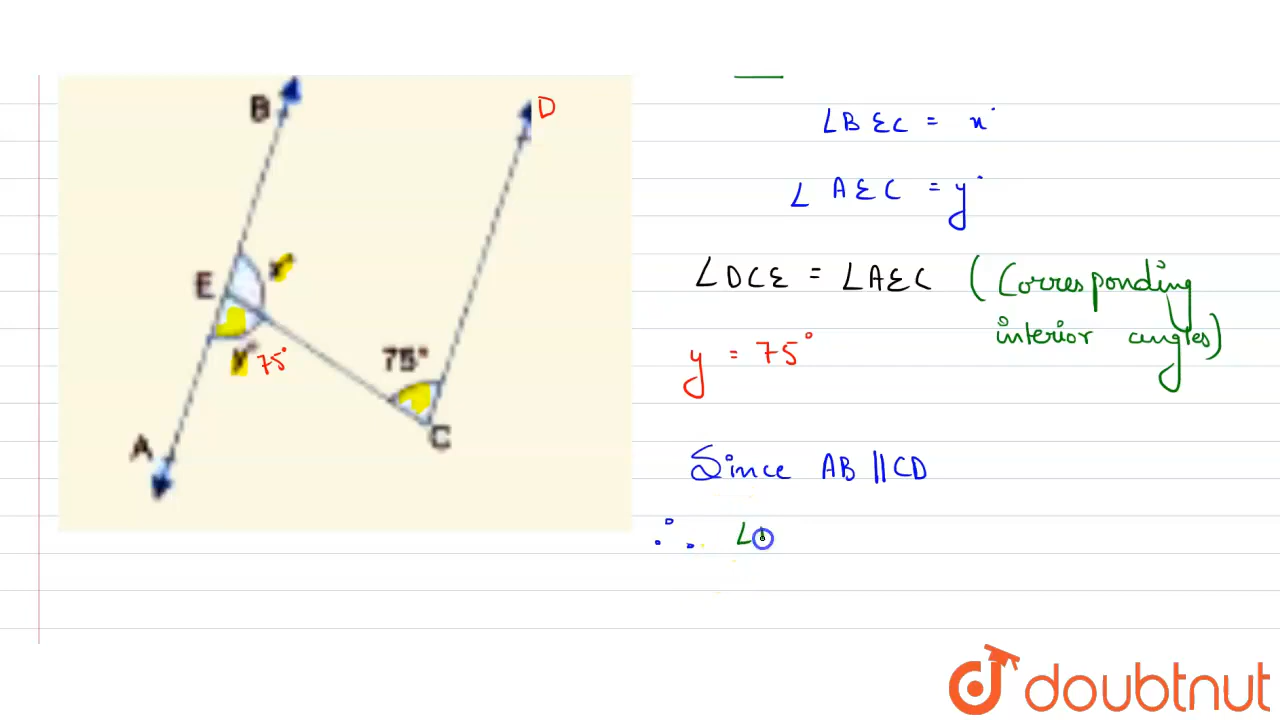 B
D
∠BEC = x°
∠AEC = y°
E
x°
∠DCE = ∠AEC (Corresponding
interior angles)
y° 75°
75°
y = 75°
A
C
Since AB ∥ CD
∴ ∠
doubtnut